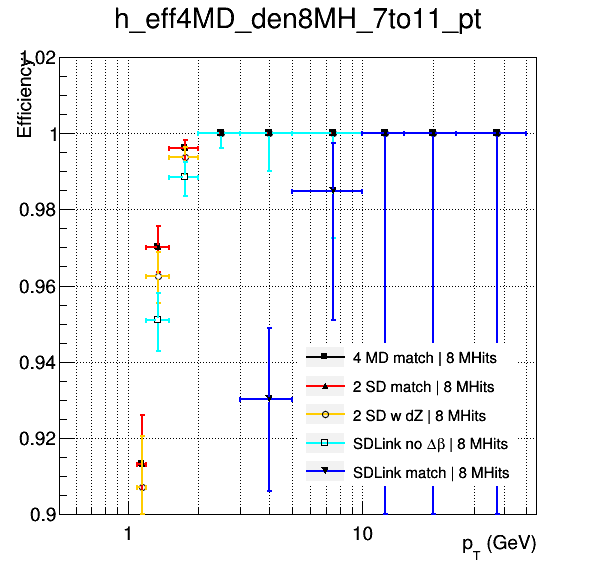 h_eff4MD_den8MH_7to11_pt
Efficiency
1.02
1
0.98
0.96
0.94
0.92
0.9
4 MD match | 8 MHits
2 SD match | 8 MHits
2 SD w dZ | 8 MHits
SDLink no Δβ | 8 MHits
SDLink match | 8 MHits
1
10
p_T (GeV)